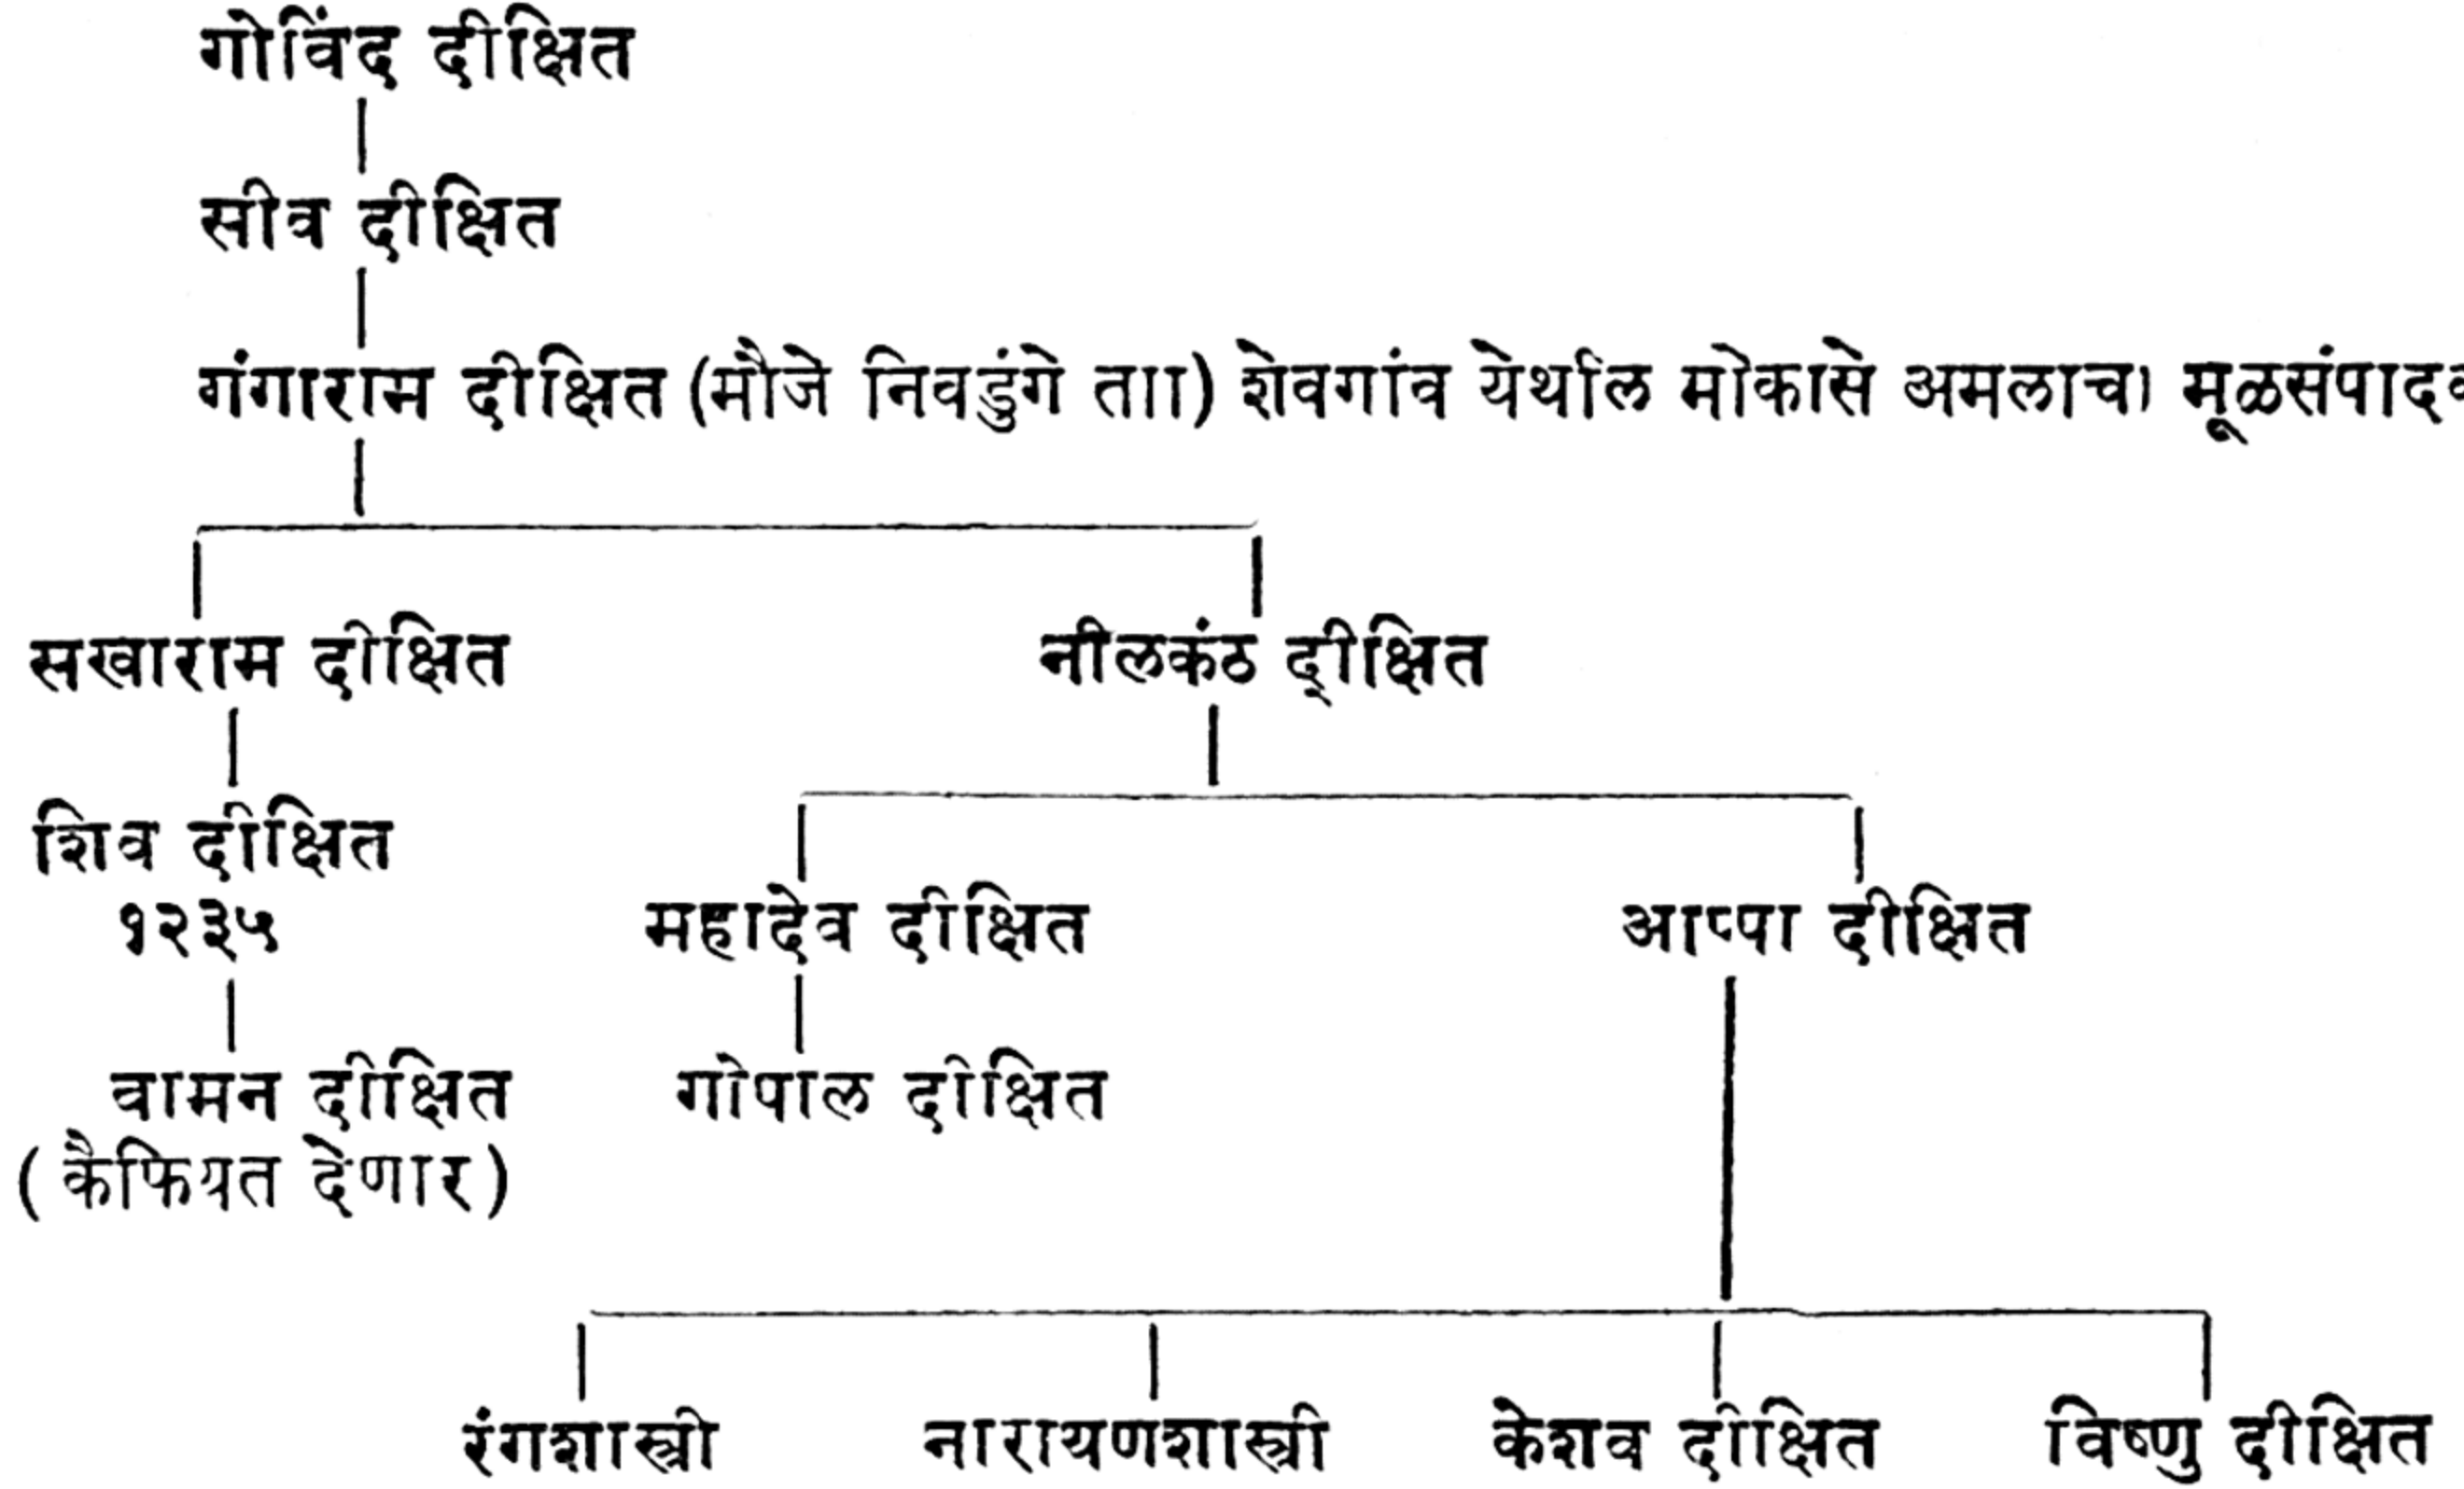 गोविंद दीक्षित
सीव दीक्षित
गंगाराम दीक्षित (मौजे निवडुंगे ता।।) शेवगांव येथील मोकासे अमलाचा मूळसंपादक
सखाराम दीक्षित नीलकंठ दीक्षित
शिव दीक्षित
१२३५ महादेव दीक्षित आप्पा दीक्षित
वामन दीक्षित गोपाल दीक्षित
(कैफियत देणार)
रंगशास्त्री नारायणशास्त्री केशव दीक्षित विष्णु दीक्षित